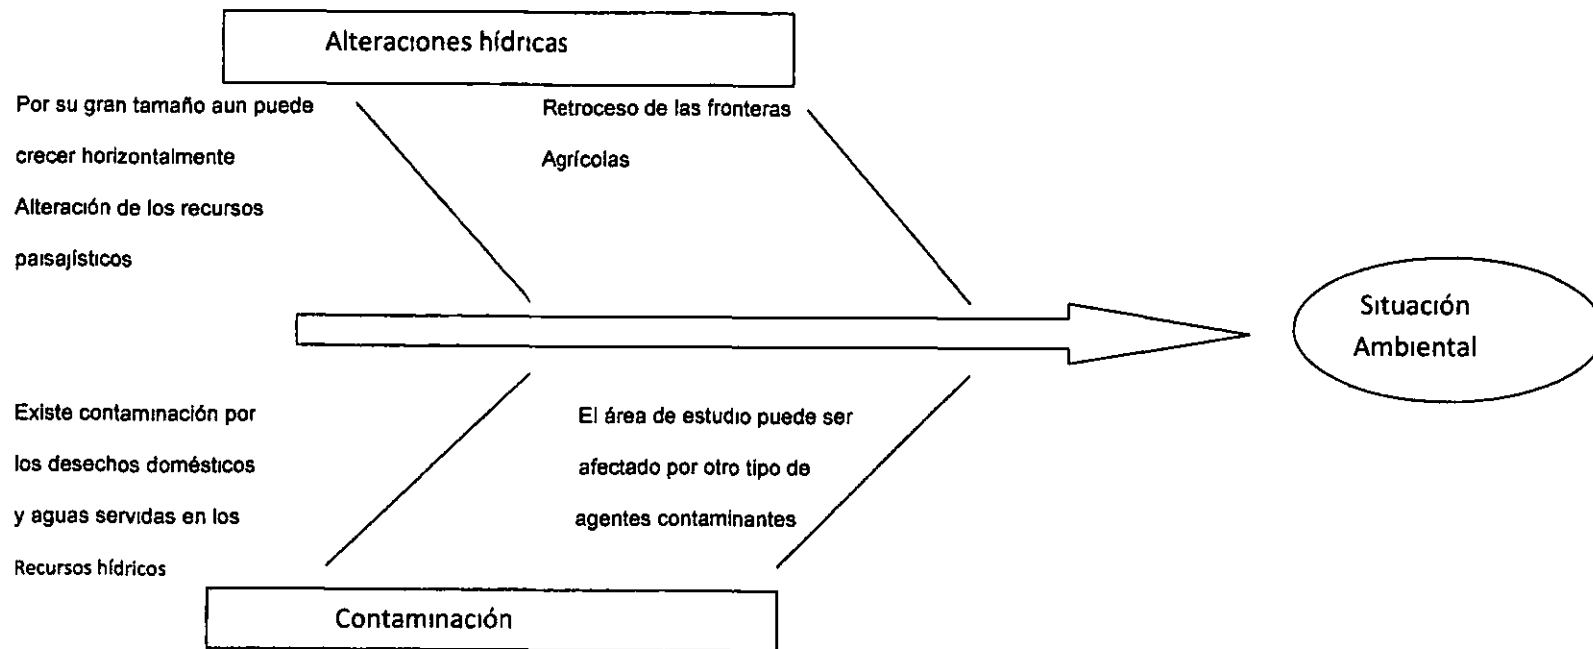 Alteraciones hídricas
Por su gran tamaño aun puede
crecer horizontalmente
Alteración de los recursos
paisajísticos
Retroceso de las fronteras
Agrícolas
Situación
Ambiental
Existe contaminación por
los desechos domésticos
y aguas servidas en los
Recursos hídricos
El área de estudio puede ser
afectado por otro tipo de
agentes contaminantes
Contaminación